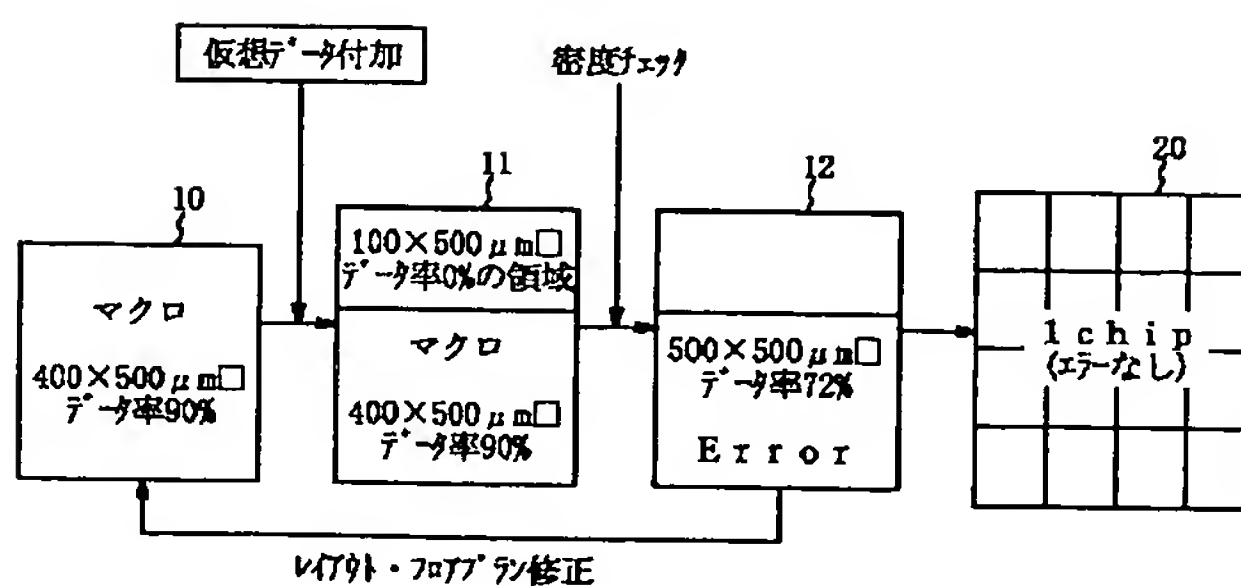 仮想データ付加
密度チェック
10
マクロ
400×500μm□
データ率90%
11
100×500μm□
データ率0%の領域
マクロ
400×500μm□
データ率90%
12
500×500μm□
データ率72%
Error
20
1chip
(エラーなし)
レイアウト・フロアプラン修正